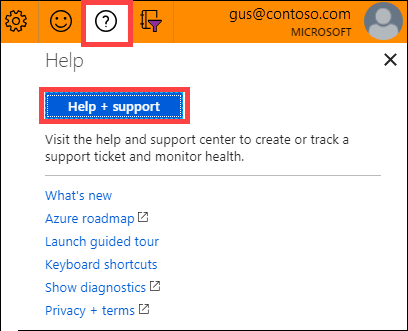 gus@contoso.com
MICROSOFT
Help
Help + support
Visit the help and support center to create or track a
support ticket and monitor health.
What's new
Azure roadmap
Launch guided tour
Keyboard shortcuts
Show diagnostics
Privacy + terms